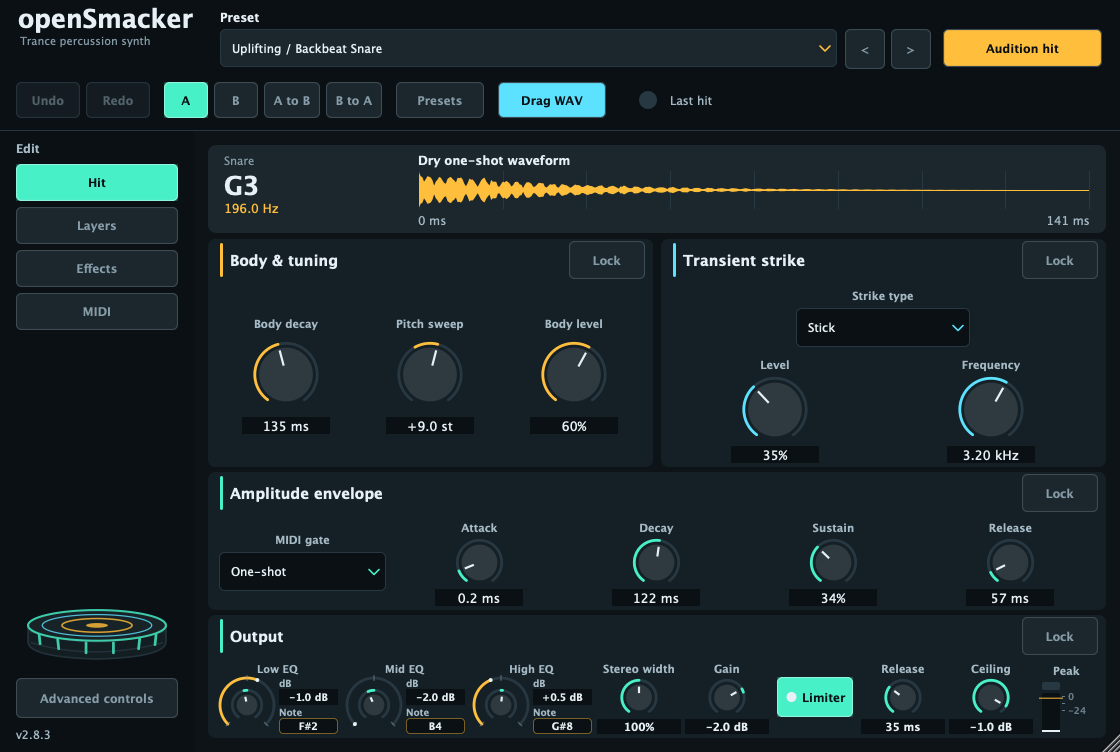 openSmacker
Trance percussion synth
Preset
Uplifting / Backbeat Snare
<
>
Audition hit
Undo
Redo
A
B
A to B
B to A
Presets
Drag WAV
Last hit
Edit
Hit
Layers
Effects
MIDI
Snare
G3
196.0 Hz
Dry one-shot waveform
0 ms
141 ms
Body & tuning
Lock
Body decay
Pitch sweep
Body level
135 ms
+9.0 st
60%
Transient strike
Lock
Strike type
Stick
Level
Frequency
35%
3.20 kHz
Amplitude envelope
Lock
MIDI gate
One-shot
Attack
Decay
Sustain
Release
0.2 ms
122 ms
34%
57 ms
Output
Lock
Low EQ
dB
-1.0 dB
Note
F#2
Mid EQ
dB
-2.0 dB
Note
B4
High EQ
dB
+0.5 dB
Note
G#8
Stereo width
100%
Gain
-2.0 dB
Limiter
Release
35 ms
Ceiling
-1.0 dB
Peak
0
-24
Advanced controls
v2.8.3